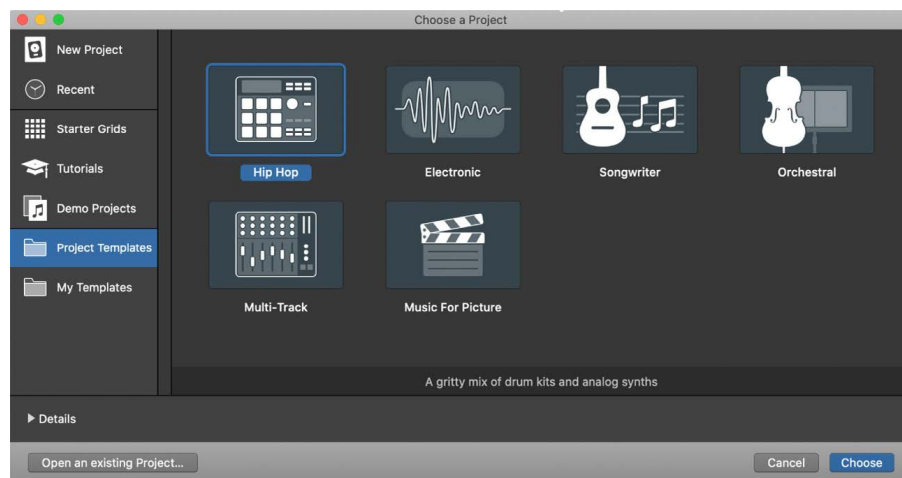 Choose a Project
New Project
Recent
Starter Grids
Tutorials
Demo Projects
Project Templates
My Templates
Hip Hop
Electronic
Songwriter
Orchestral
Multi-Track
Music For Picture
A gritty mix of drum kits and analog synths
Details
Open an existing Project...
Cancel
Choose